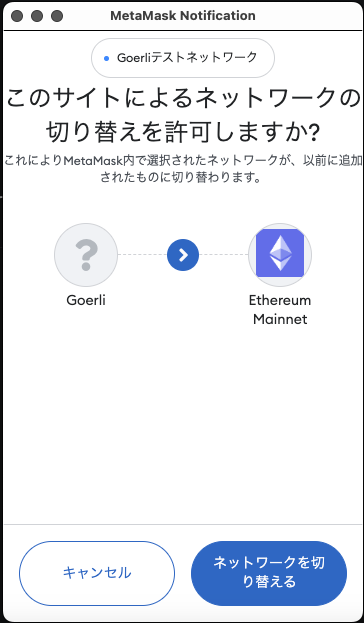 MetaMask Notification
Goerliテストネットワーク
このサイトによるネットワークの
切り替えを許可しますか?
これによりMetaMask内で選択されたネットワークが、以前に追加
されたものに切り替わります。
?
Goerli
Ethereum
Mainnet
キャンセル
ネットワークを切
り替える